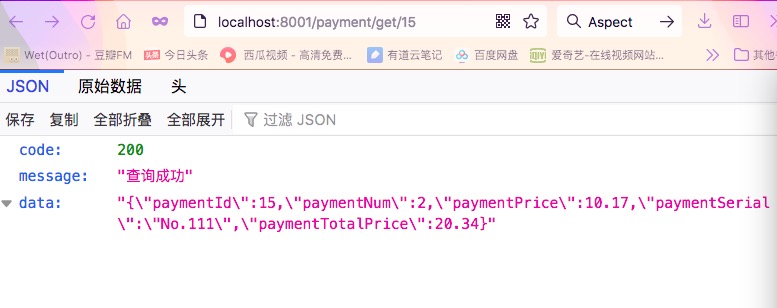 localhost:8001/payment/get/15
Aspect
Wet(Outro) - 豆瓣FM 头条 今日头条 西瓜视频 - 高清免费... 有道云笔记 百度网盘 QIY 爱奇艺-在线视频网站... 其他
JSON 原始数据 头
保存 复制 全部折叠 全部展开 过滤 JSON
code: 200
message: "查询成功"
data: "{\"paymentId\":15,\"paymentNum\":2,\"paymentPrice\":10.17,\"paymentSerial
\":\"No.111\",\"paymentTotalPrice\":20.34}"